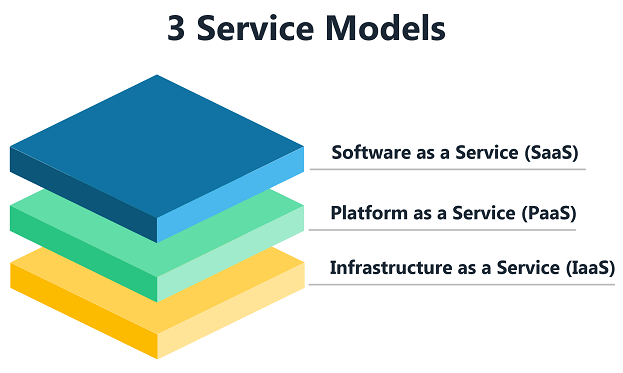 3 Service Models
Software as a Service (SaaS)
Platform as a Service (PaaS)
Infrastructure as a Service (IaaS)